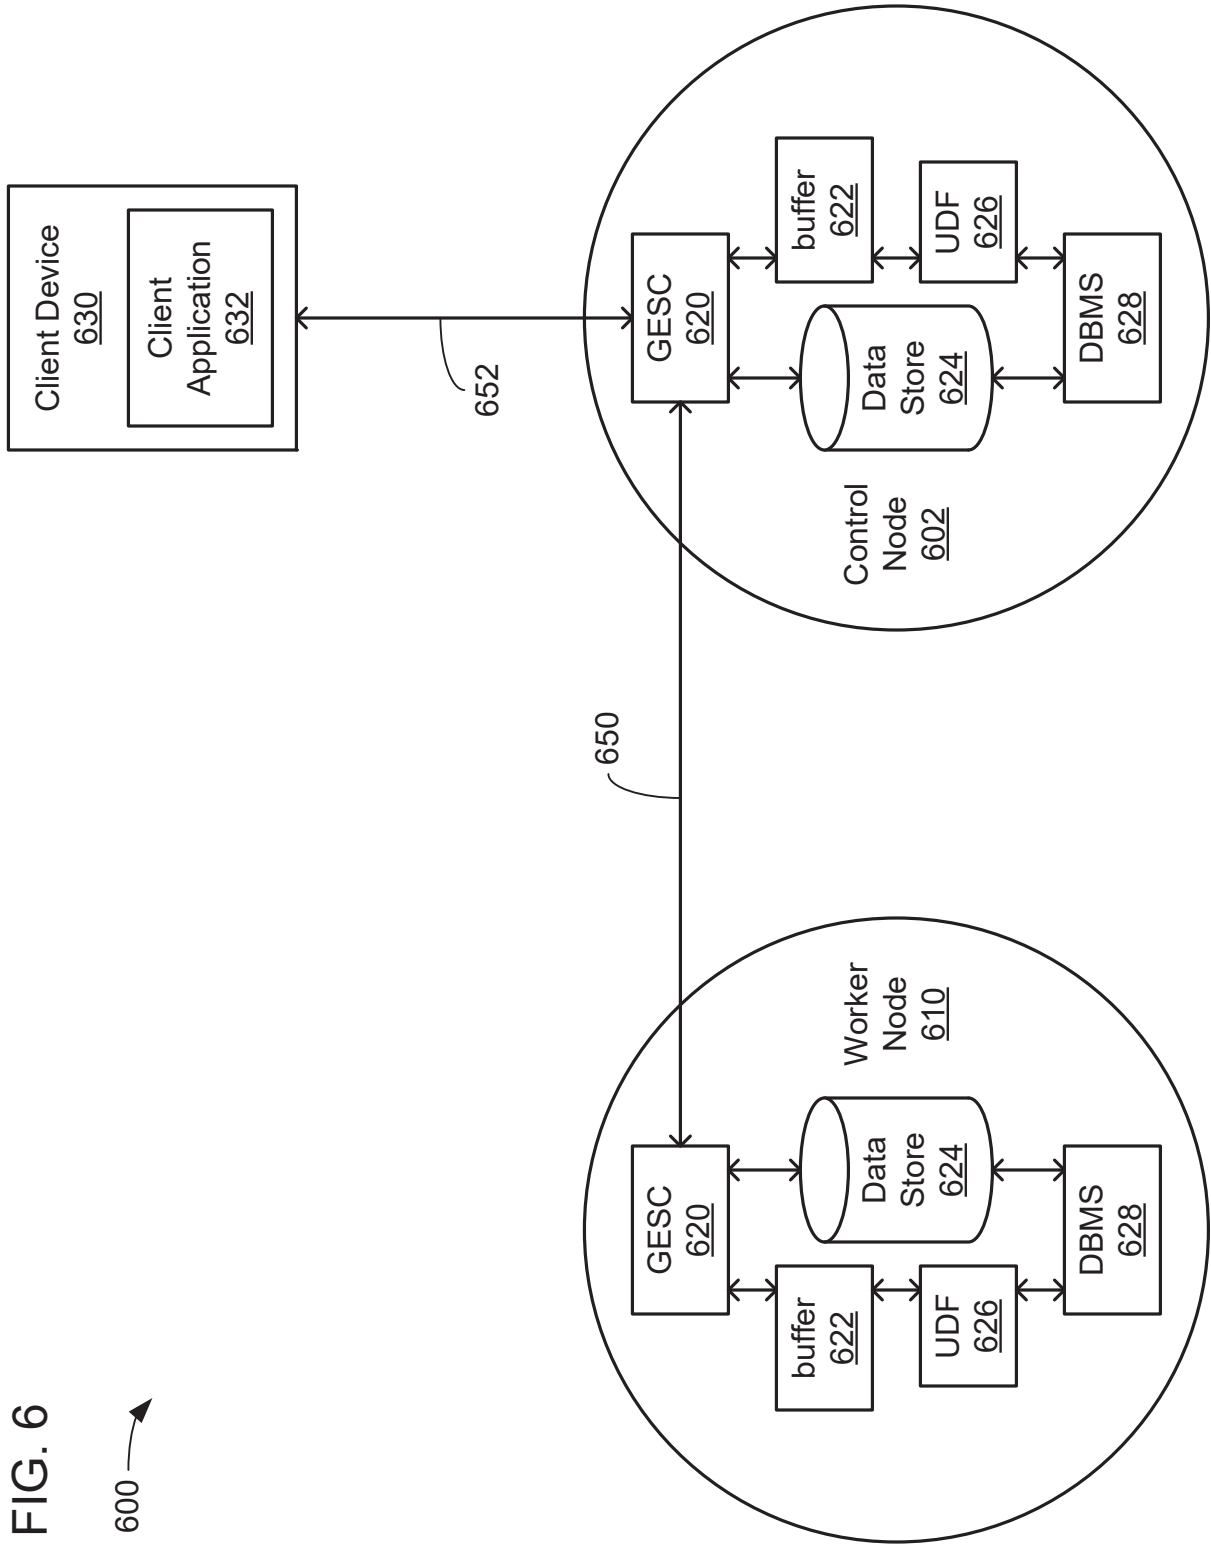 FIG. 6
600
Client Device
630
Client
Application
632
652
650
GESC
620
buffer
622
Data
Store
624
UDF
626
DBMS
628
Worker
Node
610
GESC
620
buffer
622
Data
Store
624
UDF
626
DBMS
628
Control
Node
602